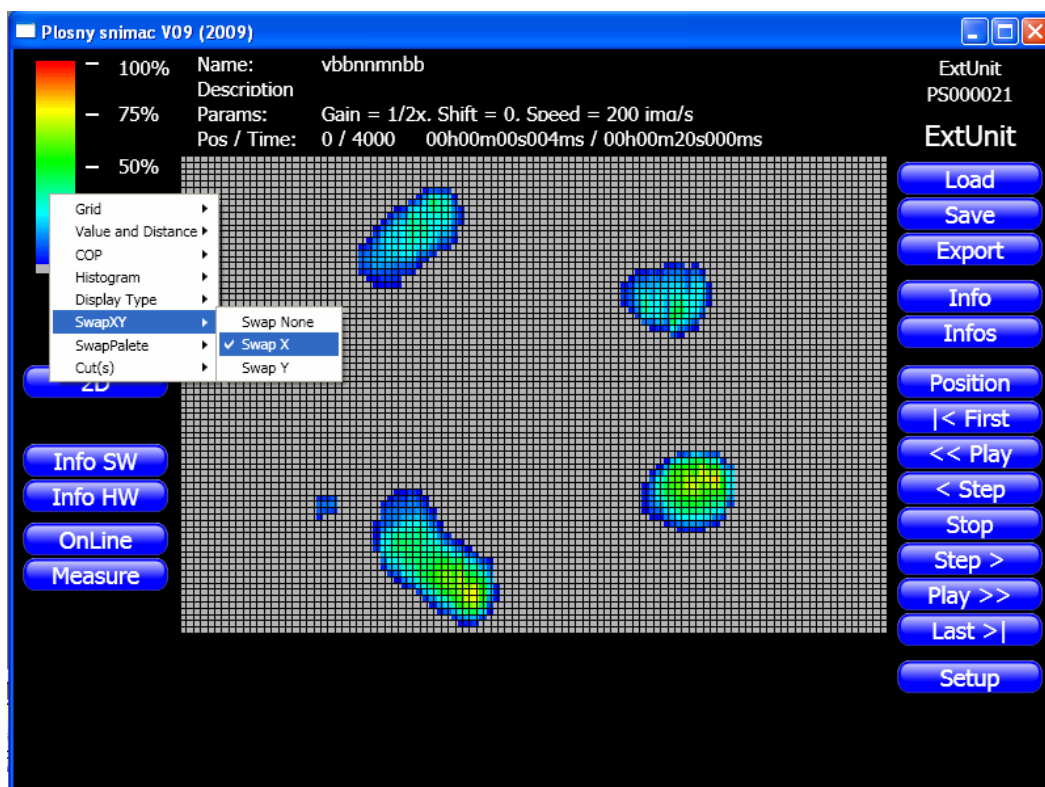 Plosny snimac V09 (2009)
100%
75%
50%
Name: vbbnnmnbb
Description
Params: Gain = 1/2x, Shift = 0, Speed = 200 img/s
Pos / Time: 0 / 4000 00h00m00s004ms / 00h00m20s000ms
ExtUnit
PS000021
ExtUnit
Grid
Value and Distance
COP
Histogram
Display Type
SwapXY
SwapPalete
Cut(s)
Swap None
Swap X
Swap Y
2D
Info SW
Info HW
OnLine
Measure
Load
Save
Export
Info
Infos
Position
|< First
<< Play
< Step
Stop
Step >
Play >>
Last >|
Setup